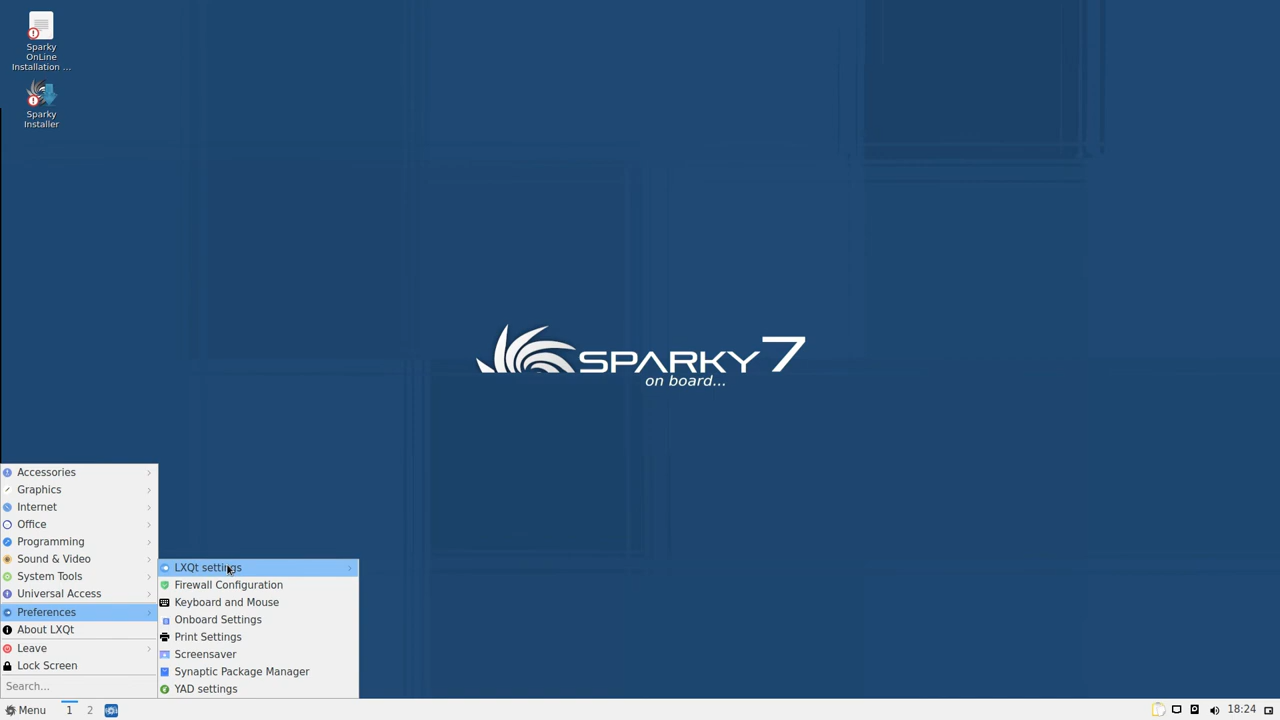 Sparky
OnLine
Installation ...
Sparky
Installer
SPARKY 7
on board...
Accessories
Graphics
Internet
Office
Programming
Sound & Video
System Tools
Universal Access
Preferences
About LXQt
Leave
Lock Screen
Search...
LXQt settings
Firewall Configuration
Keyboard and Mouse
Onboard Settings
Print Settings
Screensaver
Synaptic Package Manager
YAD settings
Menu 1 2 18:24